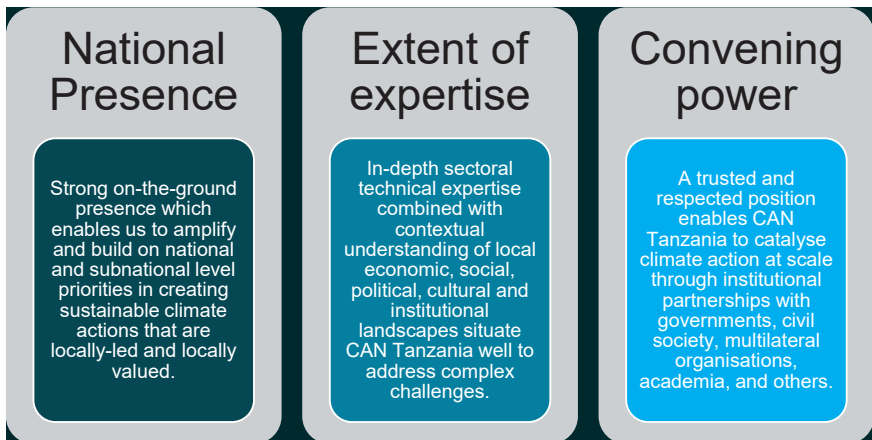 National
Presence
Strong on-the-ground
presence which
enables us to amplify
and build on national
and subnational level
priorities in creating
sustainable climate
actions that are
locally-led and locally
valued.
Extent of
expertise
In-depth sectoral
technical expertise
combined with
contextual
understanding of local
economic, social,
political, cultural and
institutional
landscapes situate
CAN Tanzania well to
address complex
challenges.
Convening
power
A trusted and
respected position
enables CAN
Tanzania to catalyse
climate action at scale
through institutional
partnerships with
governments, civil
society, multilateral
organisations,
academia, and others.